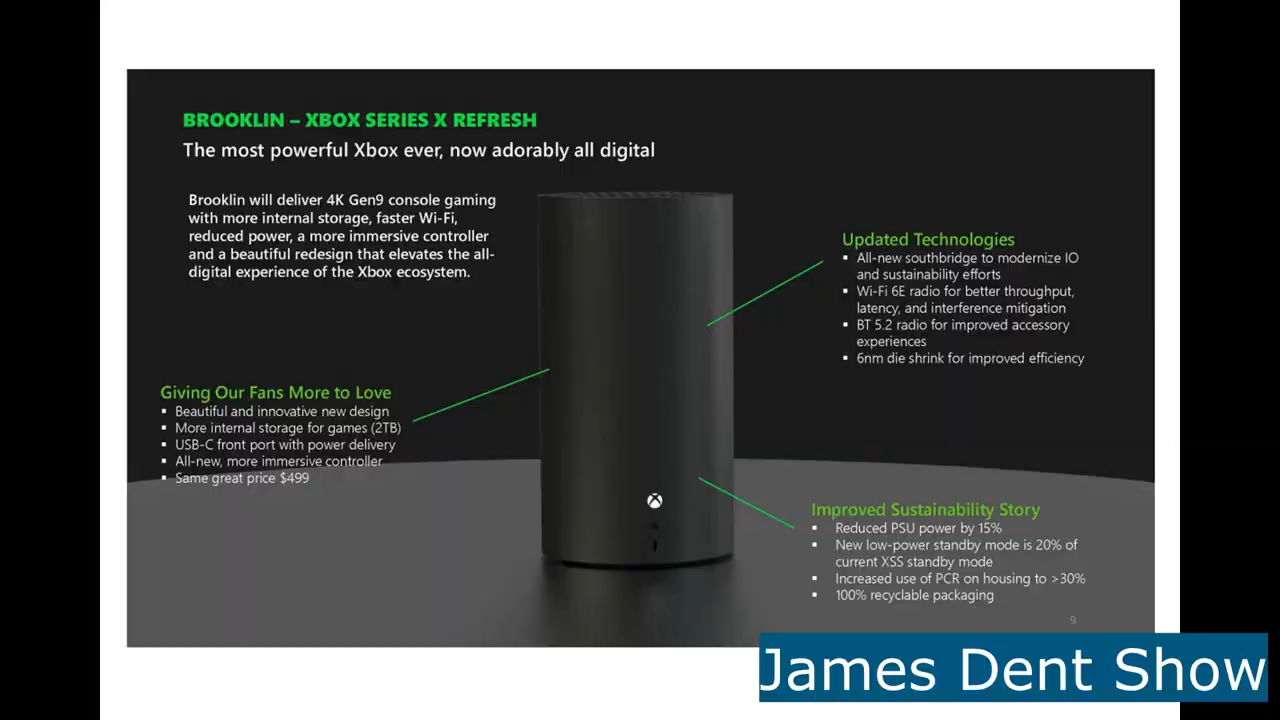 BROOKLIN – XBOX SERIES X REFRESH
The most powerful Xbox ever, now adorably all digital
Brooklin will deliver 4K Gen9 console gaming
with more internal storage, faster Wi-Fi,
reduced power, a more immersive controller
and a beautiful redesign that elevates the all-
digital experience of the Xbox ecosystem.
Giving Our Fans More to Love
▪ Beautiful and innovative new design
▪ More internal storage for games (2TB)
▪ USB-C front port with power delivery
▪ All-new, more immersive controller
▪ Same great price $499
Updated Technologies
▪ All-new southbridge to modernize IO
and sustainability efforts
▪ Wi-Fi 6E radio for better throughput,
latency, and interference mitigation
▪ BT 5.2 radio for improved accessory
experiences
▪ 6nm die shrink for improved efficiency
Improved Sustainability Story
▪ Reduced PSU power by 15%
▪ New low-power standby mode is 20% of
current XSS standby mode
▪ Increased use of PCR on housing to >30%
▪ 100% recyclable packaging
9
James Dent Show